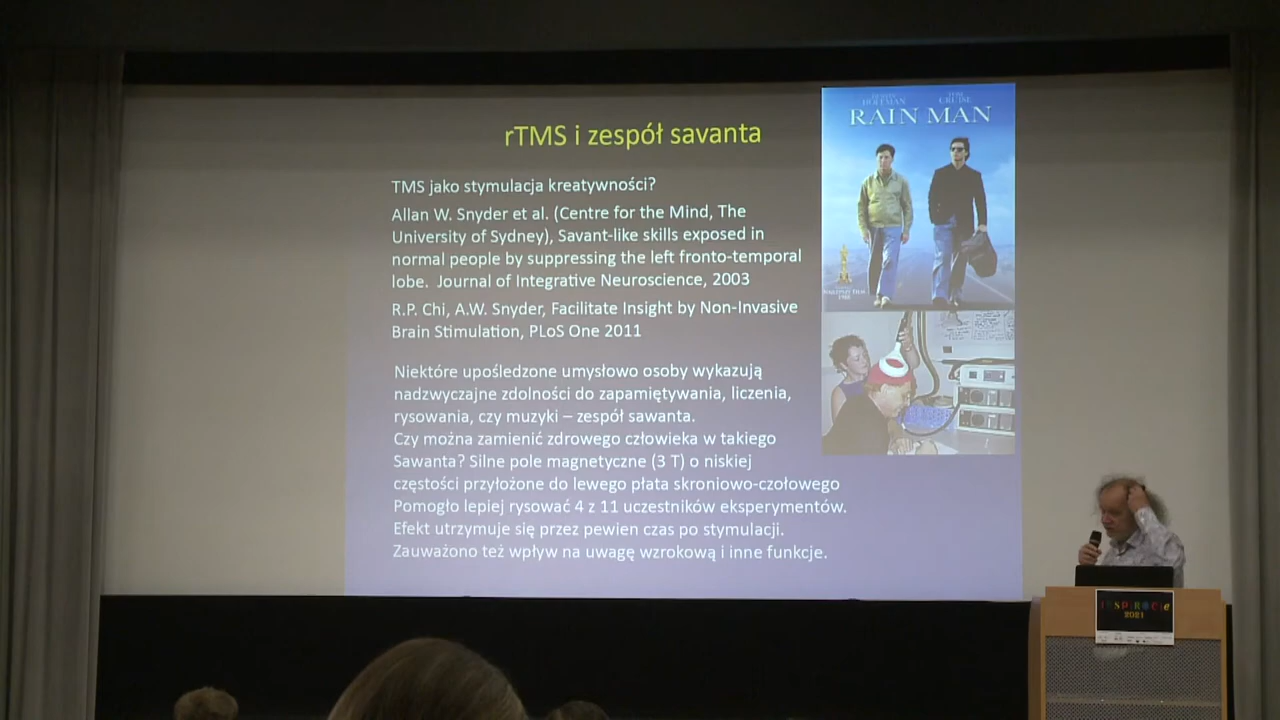 rTMS i zespół savanta
TMS jako stymulacja kreatywności?
Allan W. Snyder et al. (Centre for the Mind, The
University of Sydney), Savant-like skills exposed in
normal people by suppressing the left fronto-temporal
lobe. Journal of Integrative Neuroscience, 2003
R.P. Chi, A.W. Snyder, Facilitate Insight by Non-Invasive
Brain Stimulation, PLoS One 2011
Niektóre upośledzone umysłowo osoby wykazują
nadzwyczajne zdolności do zapamiętywania, liczenia,
rysowania, czy muzyki – zespół sawanta.
Czy można zamienić zdrowego człowieka w takiego
Sawanta? Silne pole magnetyczne (3 T) o niskiej
częstości przyłożone do lewego płata skroniowo-czołowego
Pomogło lepiej rysować 4 z 11 uczestników eksperymentów.
Efekt utrzymuje się przez pewien czas po stymulacji.
Zauważono też wpływ na uwagę wzrokową i inne funkcje.
HOFFMAN CRUISE
RAIN MAN
INSPIRACJE
2021